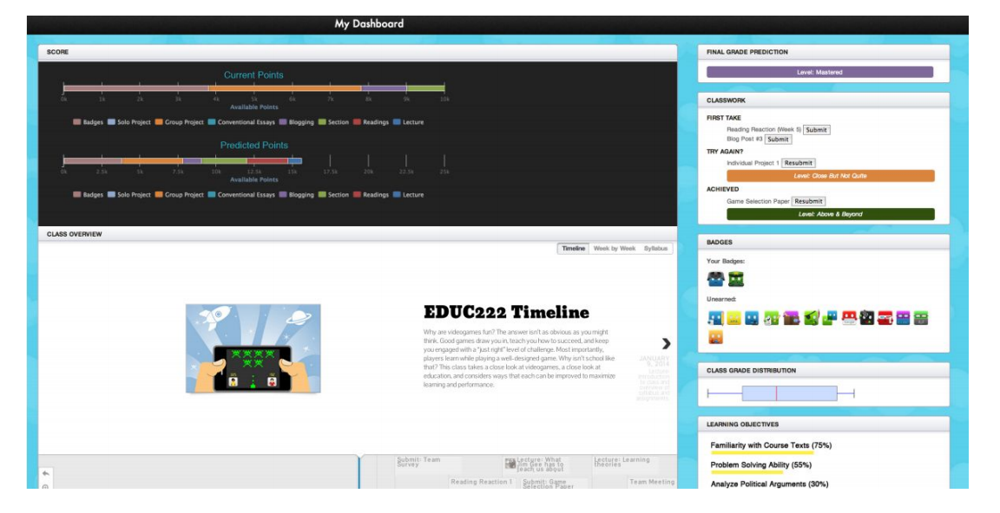 My Dashboard
SCORE
Current Points
0k 1k 2k 3k 4k 5k 6k 7k 8k 9k 10k
Available Points
Badges Solo Project Group Project Conventional Essays Blogging Section Readings Lecture
Predicted Points
0k 2.5k 5k 7.5k 10k 12.5k 15k 17.5k 20k 22.5k 25k
Available Points
Badges Solo Project Group Project Conventional Essays Blogging Section Readings Lecture
CLASS OVERVIEW
Timeline Week by Week Syllabus
EDUC222 Timeline
Why are videogames fun? The answer isn't as obvious as you might
think. Good games draw you in, teach you how to succeed, and keep
you engaged with a "just right" level of challenge. Most importantly,
players learn while playing a well-designed game. Why isn't school like
that? This class takes a close look at videogames, a close look at
education, and considers ways that each can be improved to maximize
learning and performance.
JANUARY
9, 2014
Submit: Team
Survey
Lecture: What
Jim Gee has to
teach us about
Lecture: Learning
theories
Reading Reaction 1
Submit: Game
Selection Paper
Team Meeting
FINAL GRADE PREDICTION
Level: Mastered
CLASSWORK
FIRST TAKE
Reading Reaction (Week 5) Submit
Blog Post #3 Submit
TRY AGAIN?
Individual Project 1 Resubmit
Level: Close But Not Quite
ACHIEVED
Game Selection Paper Resubmit
Level: Above & Beyond
BADGES
Your Badges:
Unearned:
CLASS GRADE DISTRIBUTION
LEARNING OBJECTIVES
Familiarity with Course Texts (75%)
Problem Solving Ability (55%)
Analyze Political Arguments (30%)